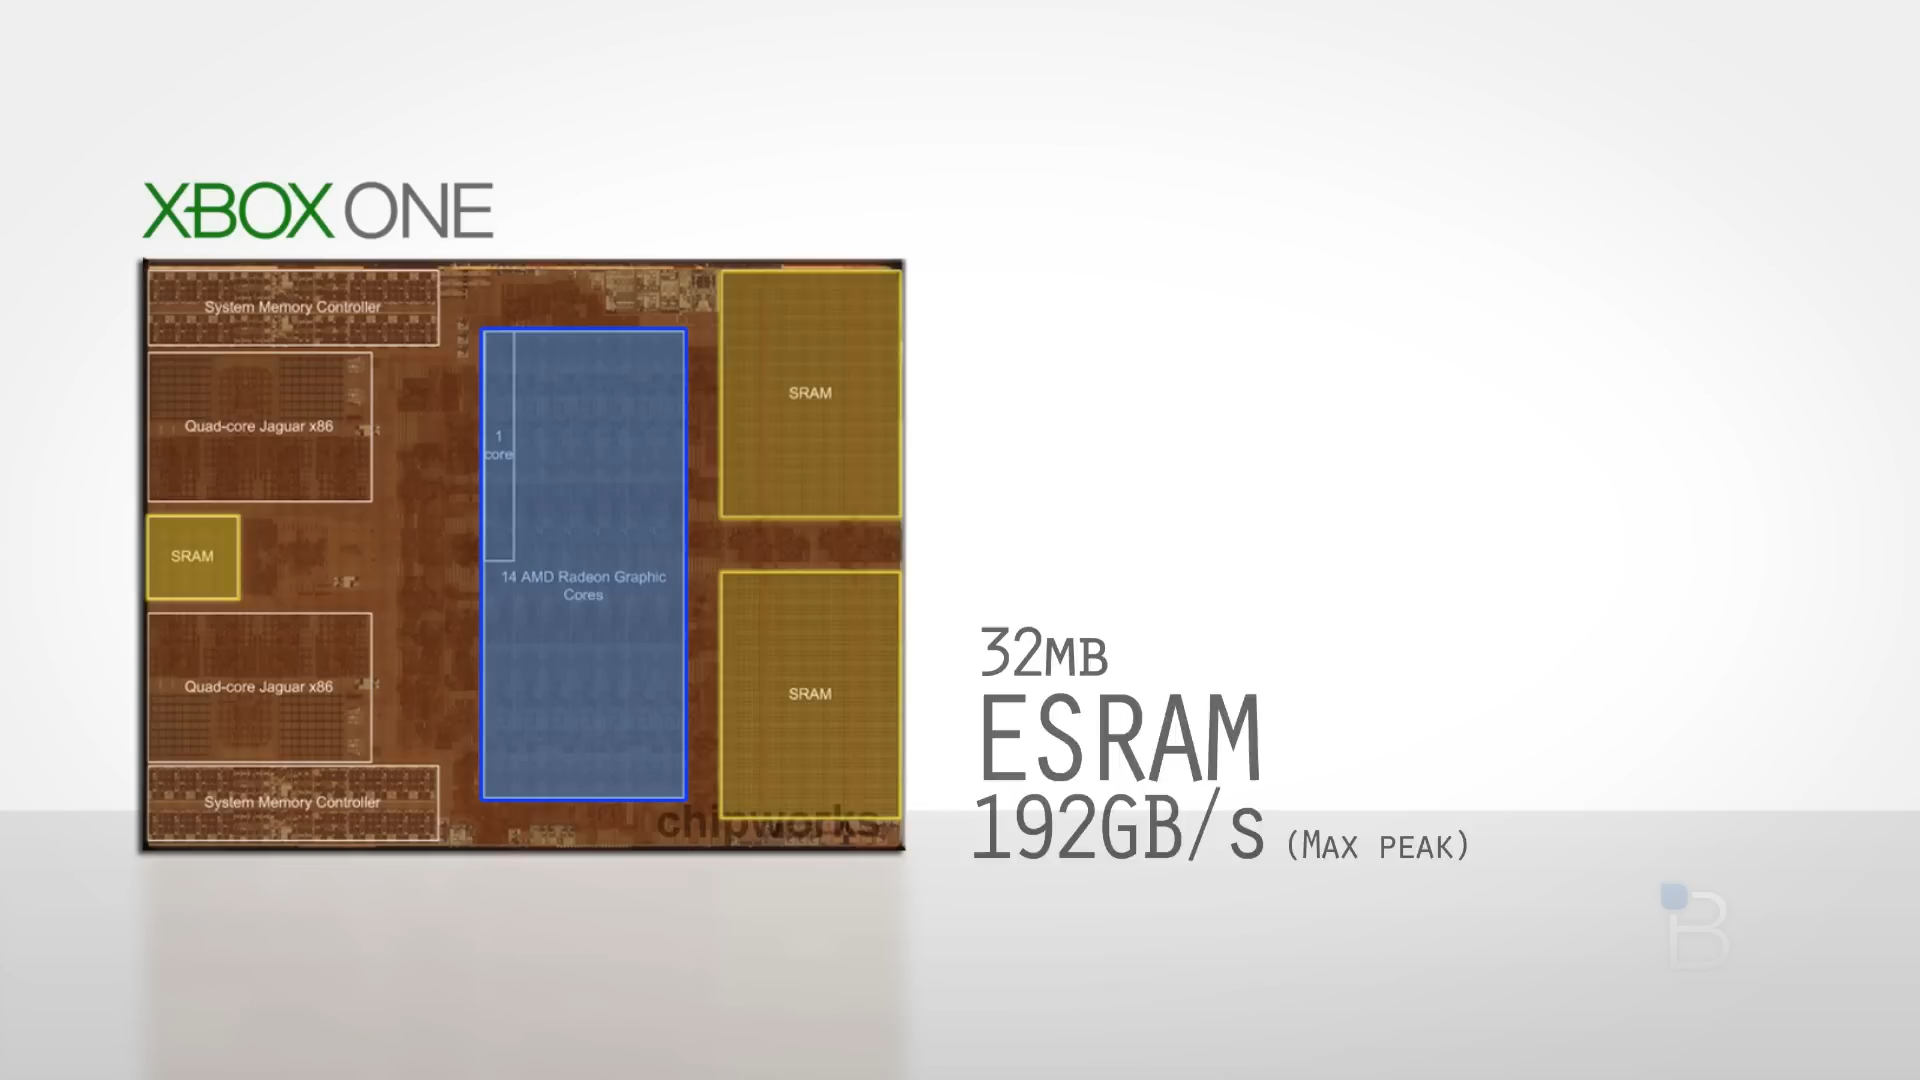 XBOX ONE
System Memory Controller
SRAM
Quad-core Jaguar x86
1
core
SRAM
14 AMD Radeon Graphic
Cores
Quad-core Jaguar x86
SRAM
System Memory Controller
chipworks
32MB
ESRAM
192GB/s (MAX PEAK)
B